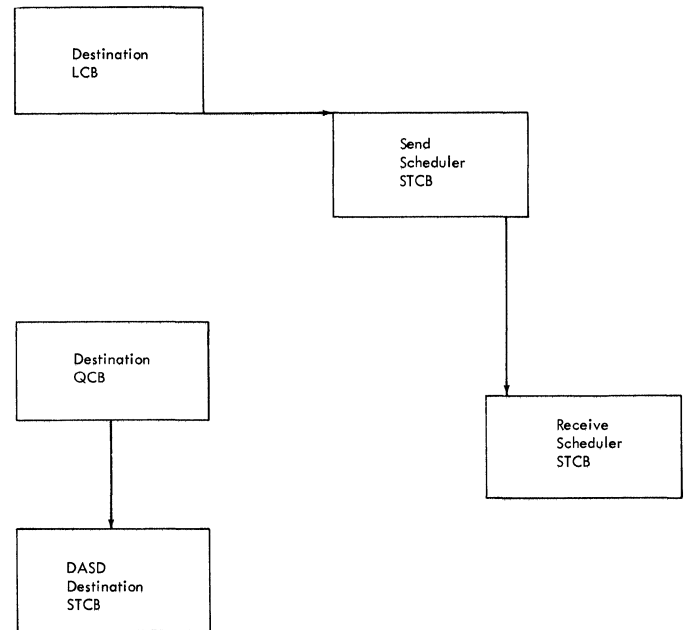 Destination
LCB
Send
Scheduler
STCB
Destination
QCB
Receive
Scheduler
STCB
DASD
Destination
STCB